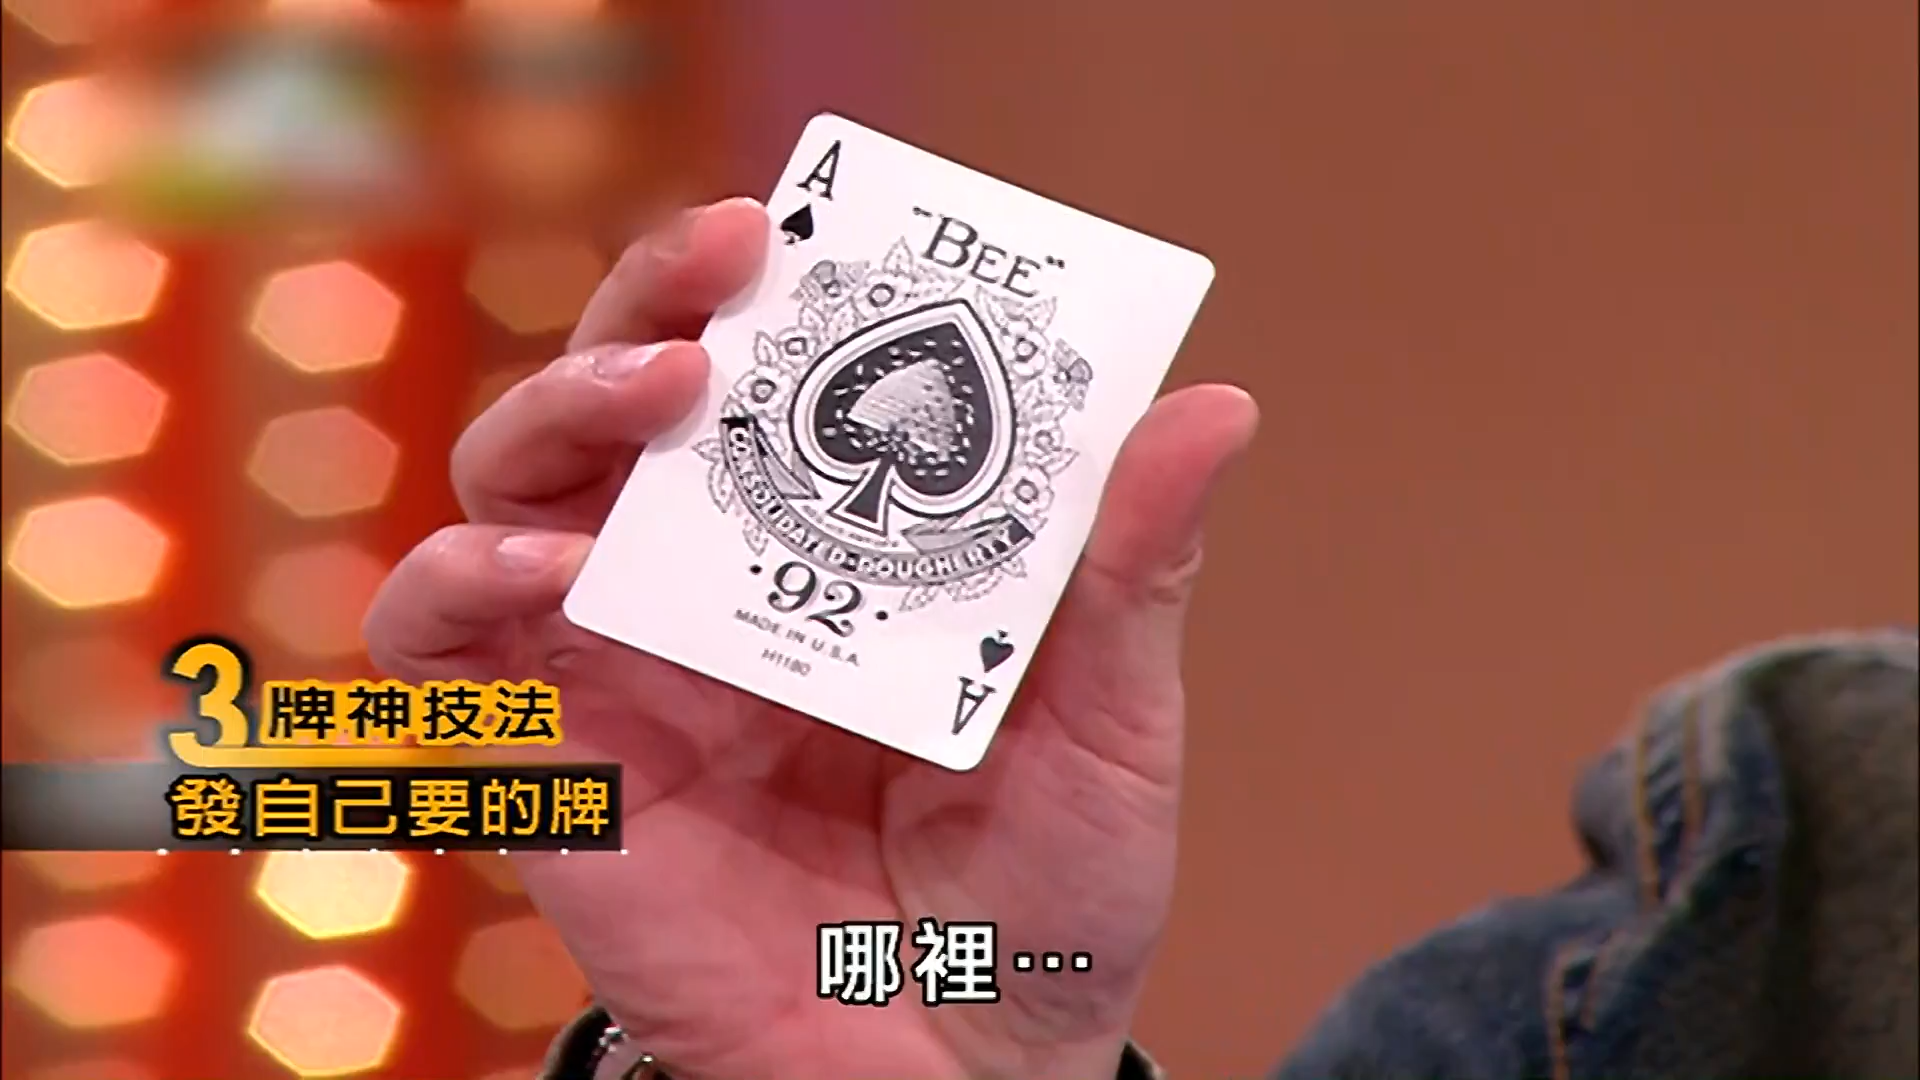 A
"BEE"
CONSOLIDATED-DOUGHERTY
·92·
MADE IN U.S.A.
H1180
A
3 牌神技法
發自己要的牌
哪裡…